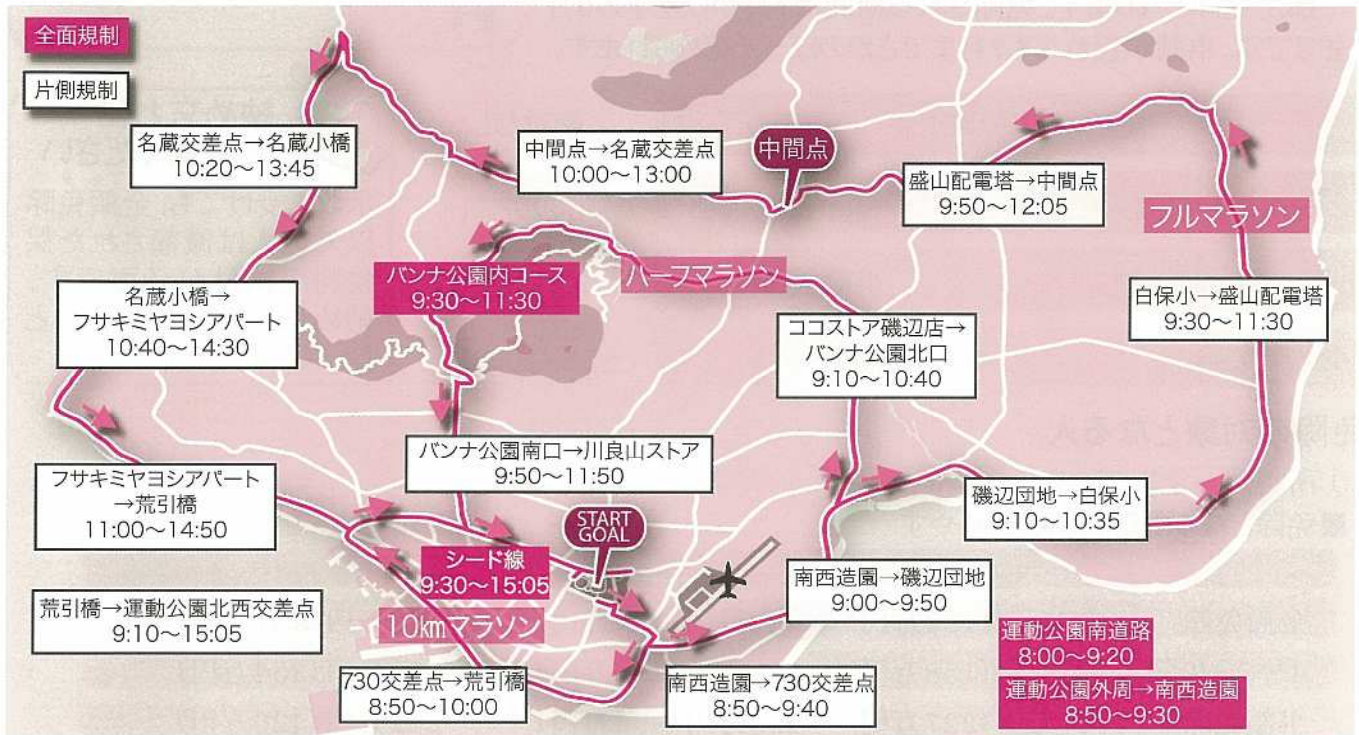 全面規制
片側規制
名蔵交差点→名蔵小橋
10:20〜13:45
中間点→名蔵交差点
10:00〜13:00
中間点
盛山配電塔→中間点
9:50〜12:05
フルマラソン
バンナ公園内コース
9:30〜11:30
ハーフマラソン
名蔵小橋→
フサキミヤヨシアパート
10:40〜14:30
ココストア磯辺店→
バンナ公園北口
9:10〜10:40
白保小→盛山配電塔
9:30〜11:30
バンナ公園南口→川良山ストア
9:50〜11:50
フサキミヤヨシアパート
→荒引橋
11:00〜14:50
磯辺団地→白保小
9:10〜10:35
START
GOAL
シード線
9:30〜15:05
南西造園→磯辺団地
9:00〜9:50
荒引橋→運動公園北西交差点
9:10〜15:05
10kmマラソン
運動公園南道路
8:00〜9:20
730交差点→荒引橋
8:50〜10:00
南西造園→730交差点
8:50〜9:40
運動公園外周→南西造園
8:50〜9:30